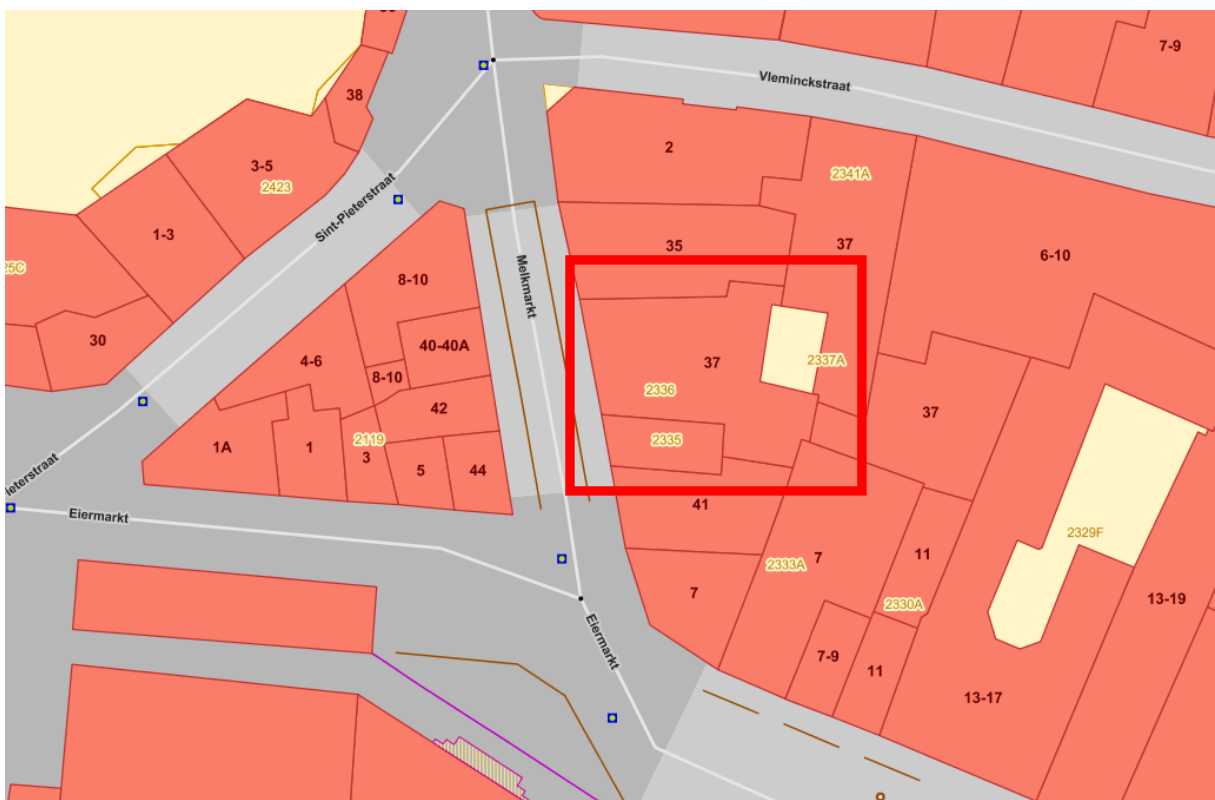 38
7-9
Vleminckstraat
3-5
2423
2
2341A
Sint-Pieterstraat
1-3
35
37
6-10
25C
8-10
Melkmarkt
30
40-40A
4-6
37
2337A
8-10
2336
37
42
1A
1
2119
3
5
44
2335
ieterstraat
Eiermarkt
41
7
2333A
11
2329F
7
2330A
13-19
Eiermarkt
7-9
11
13-17